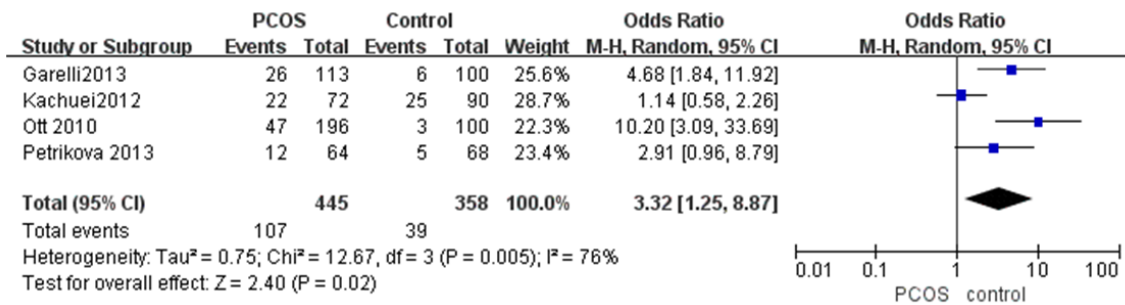 PCOS Control Odds Ratio Odds Ratio
Study or Subgroup Events Total Events Total Weight M-H, Random, 95% CI M-H, Random, 95% CI
Garelli2013 26 113 6 100 25.6% 4.68 [1.84, 11.92]
Kachuei2012 22 72 25 90 28.7% 1.14 [0.58, 2.26]
Ott 2010 47 196 3 100 22.3% 10.20 [3.09, 33.69]
Petrikova 2013 12 64 5 68 23.4% 2.91 [0.96, 8.79]
Total (95% CI) 445 358 100.0% 3.32 [1.25, 8.87]
Total events 107 39
Heterogeneity: Tau² = 0.75; Chi² = 12.67, df = 3 (P = 0.005); I² = 76%
Test for overall effect: Z = 2.40 (P = 0.02)
0.01 0.1 1 10 100
PCOS control